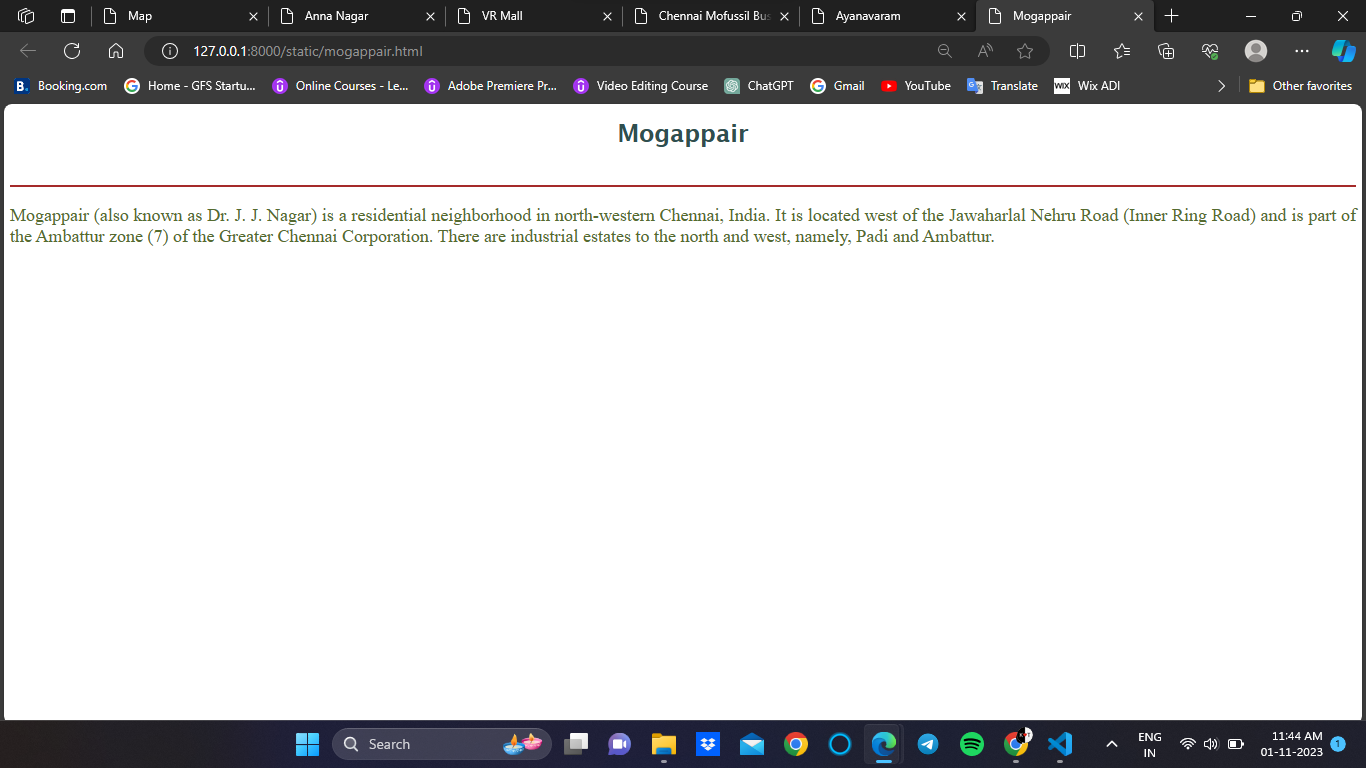 Map
Anna Nagar
VR Mall
Chennai Mofussil Bus
Ayanavaram
Mogappair
127.0.0.1:8000/static/mogappair.html
B. Booking.com
Home - GFS Startu...
Online Courses - Le...
Adobe Premiere Pr...
Video Editing Course
ChatGPT
Gmail
YouTube
Translate
WIX Wix ADI
Other favorites
Mogappair
Mogappair (also known as Dr. J. J. Nagar) is a residential neighborhood in north-western Chennai, India. It is located west of the Jawaharlal Nehru Road (Inner Ring Road) and is part of
the Ambattur zone (7) of the Greater Chennai Corporation. There are industrial estates to the north and west, namely, Padi and Ambattur.
Search
ENG
IN
11:44 AM
01-11-2023
1